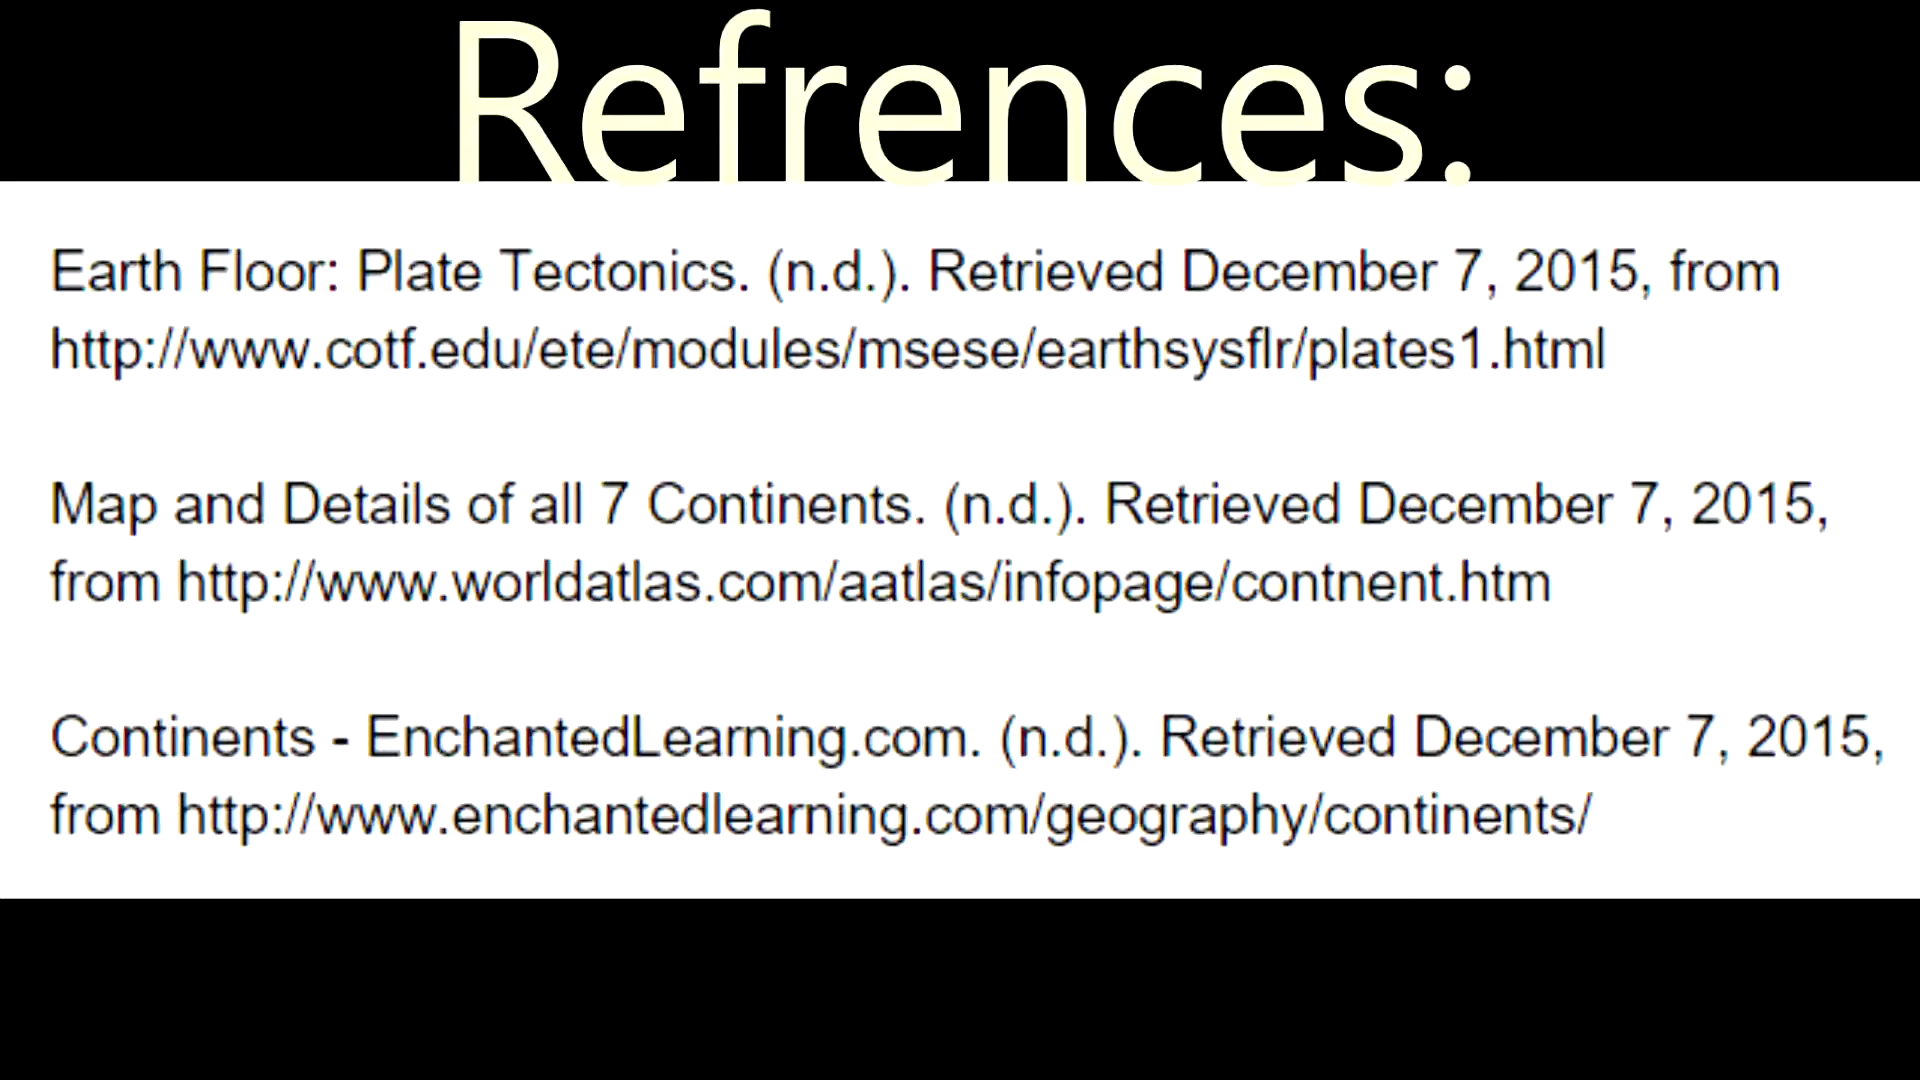 Refrences:
Earth Floor: Plate Tectonics. (n.d.). Retrieved December 7, 2015, from
http://www.cotf.edu/ete/modules/msese/earthsysflr/plates1.html
Map and Details of all 7 Continents. (n.d.). Retrieved December 7, 2015,
from http://www.worldatlas.com/aatlas/infopage/contnent.htm
Continents - EnchantedLearning.com. (n.d.). Retrieved December 7, 2015,
from http://www.enchantedlearning.com/geography/continents/